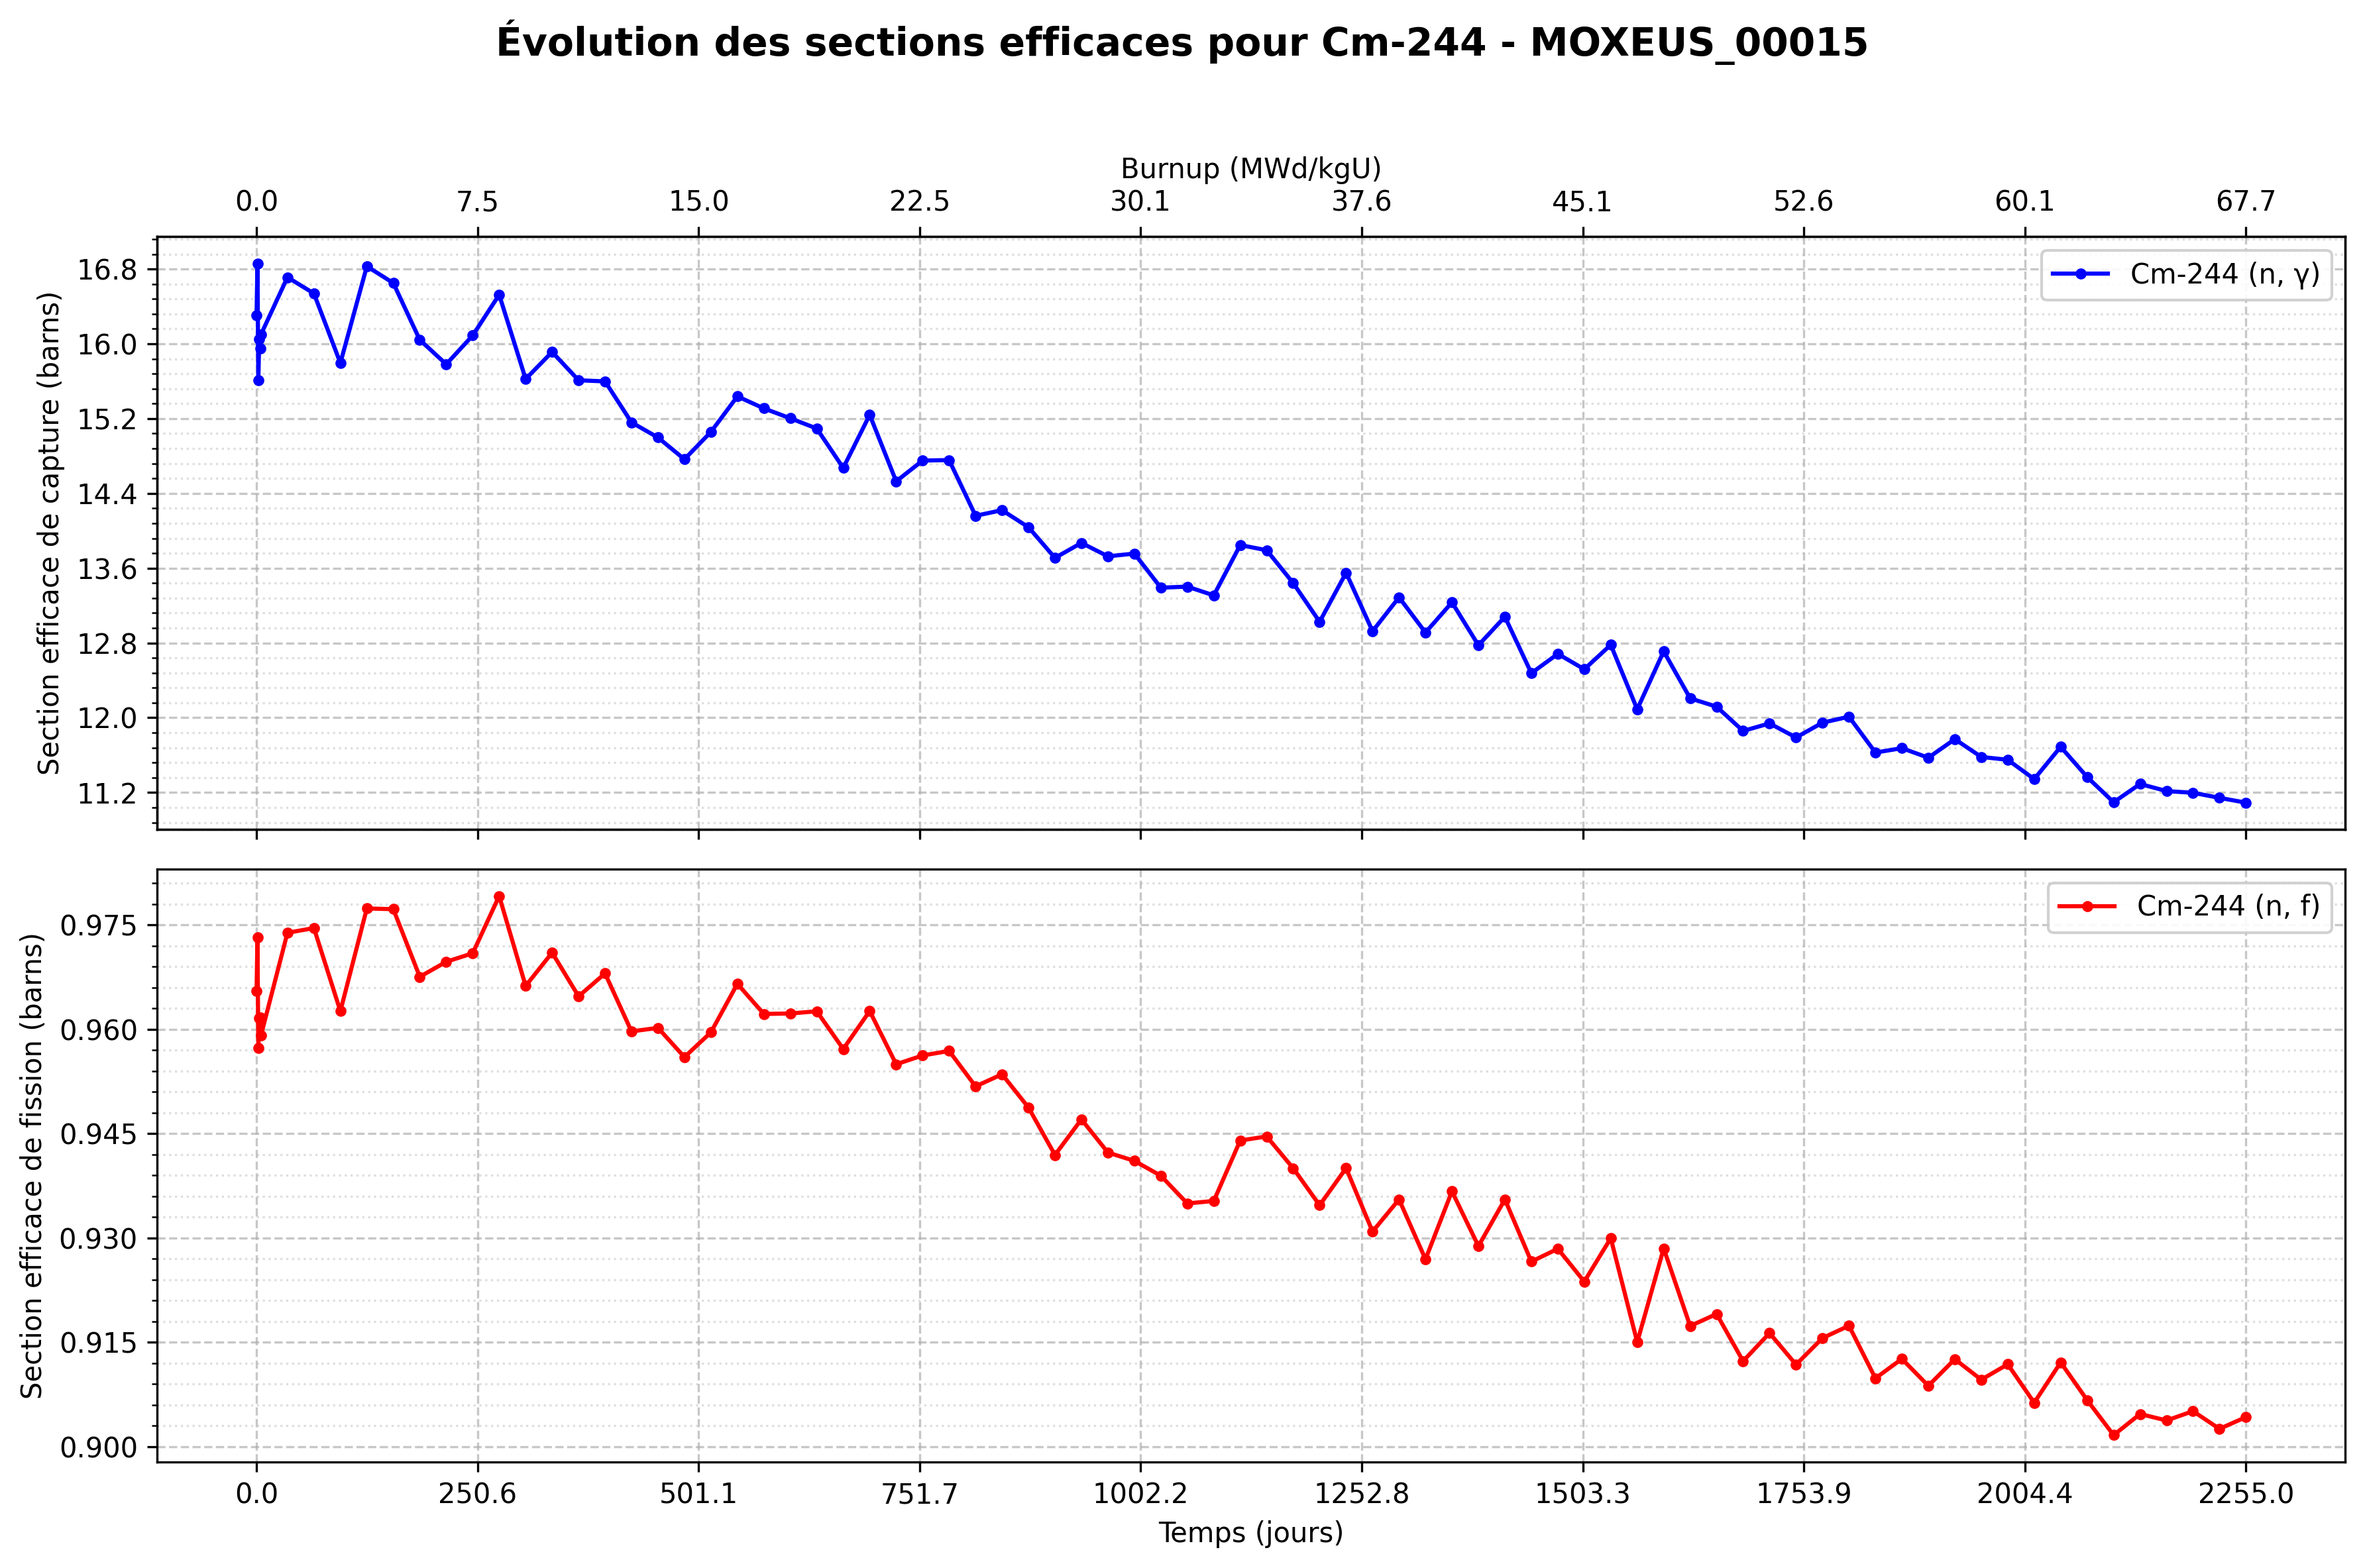 Évolution des sections efficaces pour Cm-244 - MOXEUS_00015
Burnup (MWd/kgU)
0.0 7.5 15.0 22.5 30.1 37.6 45.1 52.6 60.1 67.7
Section efficace de capture (barns)
16.8
16.0
15.2
14.4
13.6
12.8
12.0
11.2
Cm-244 (n, γ)
Section efficace de fission (barns)
0.975
0.960
0.945
0.930
0.915
0.900
Cm-244 (n, f)
0.0 250.6 501.1 751.7 1002.2 1252.8 1503.3 1753.9 2004.4 2255.0
Temps (jours)